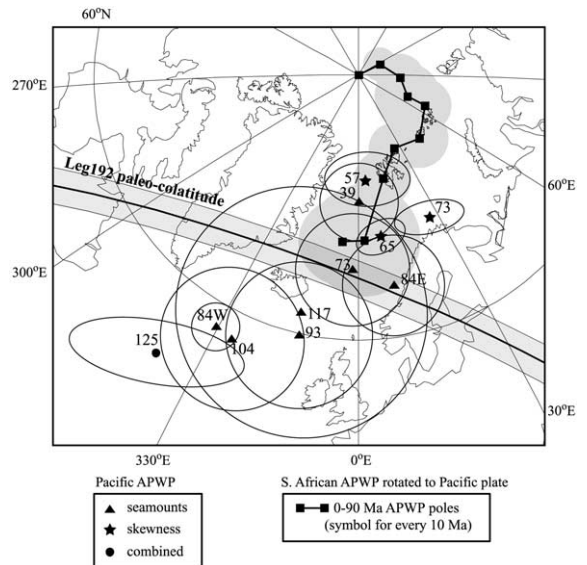 60°N
270°E
Leg192 paleo-colatitude
57
39
60°E
73
65
300°E
73
84E
84W
117
93
104
125
30°E
330°E
0°E
Pacific APWP
seamounts
skewness
combined
S. African APWP rotated to Pacific plate
0-90 Ma APWP poles
(symbol for every 10 Ma)